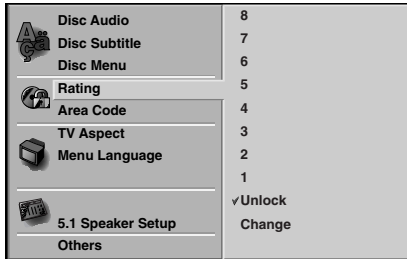 Disc Audio
Disc Subtitle
Disc Menu
Rating
Area Code
TV Aspect
Menu Language
5.1 Speaker Setup
Others
8
7
6
5
4
3
2
1
✓Unlock
Change